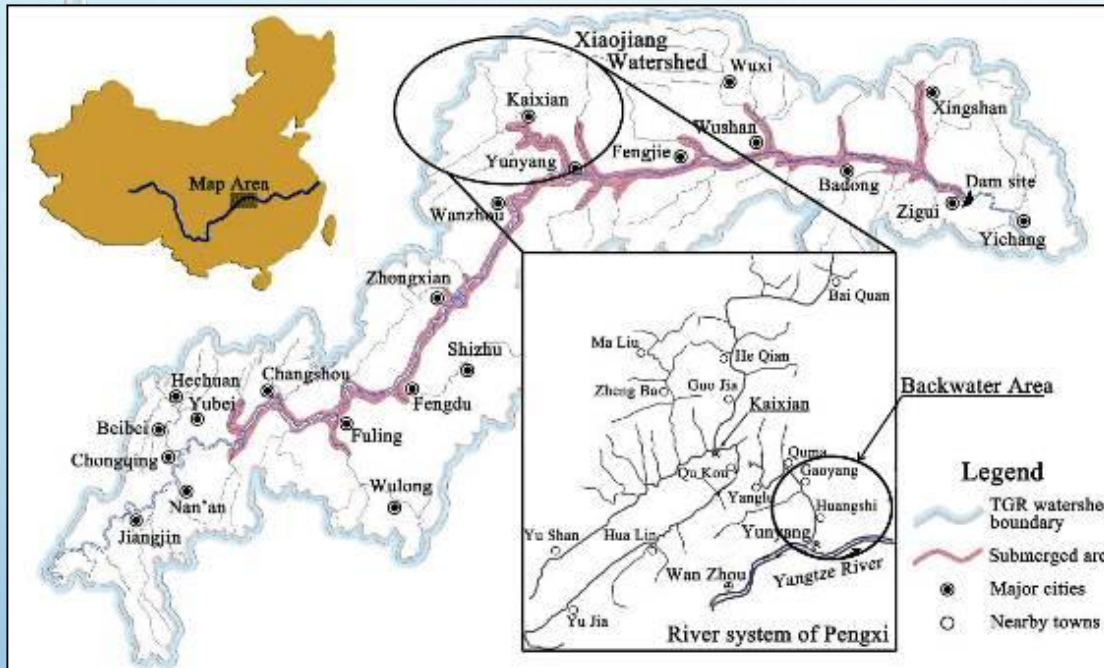 Xiaojiang
Watershed
Wuxi
Kaixian
Xingshan
Wushan
Yunyang
Fengjie
Map Area
Badong
Dam site
Wanzhou
Zigui
Yichang
Zhongxian
Bai Quan
Shizhu
Ma Liu
He Qian
Hechuan
Changshou
Zheng Ba
Guo Jia
Backwater Area
Yubei
Fengdu
Kaixian
Beibei
Fuling
Quma
Chongqing
Qu Kou
Gaoyang
Legend
Nan'an
Wulong
Yanglu
Huangshi
TGR watershed
boundary
Jiangjin
Yu Shan
Hua Lin
Yunyang
Submerged are
Wan Zhou
Yangtze River
Major cities
Yu Jia
Nearby towns
River system of Pengxi